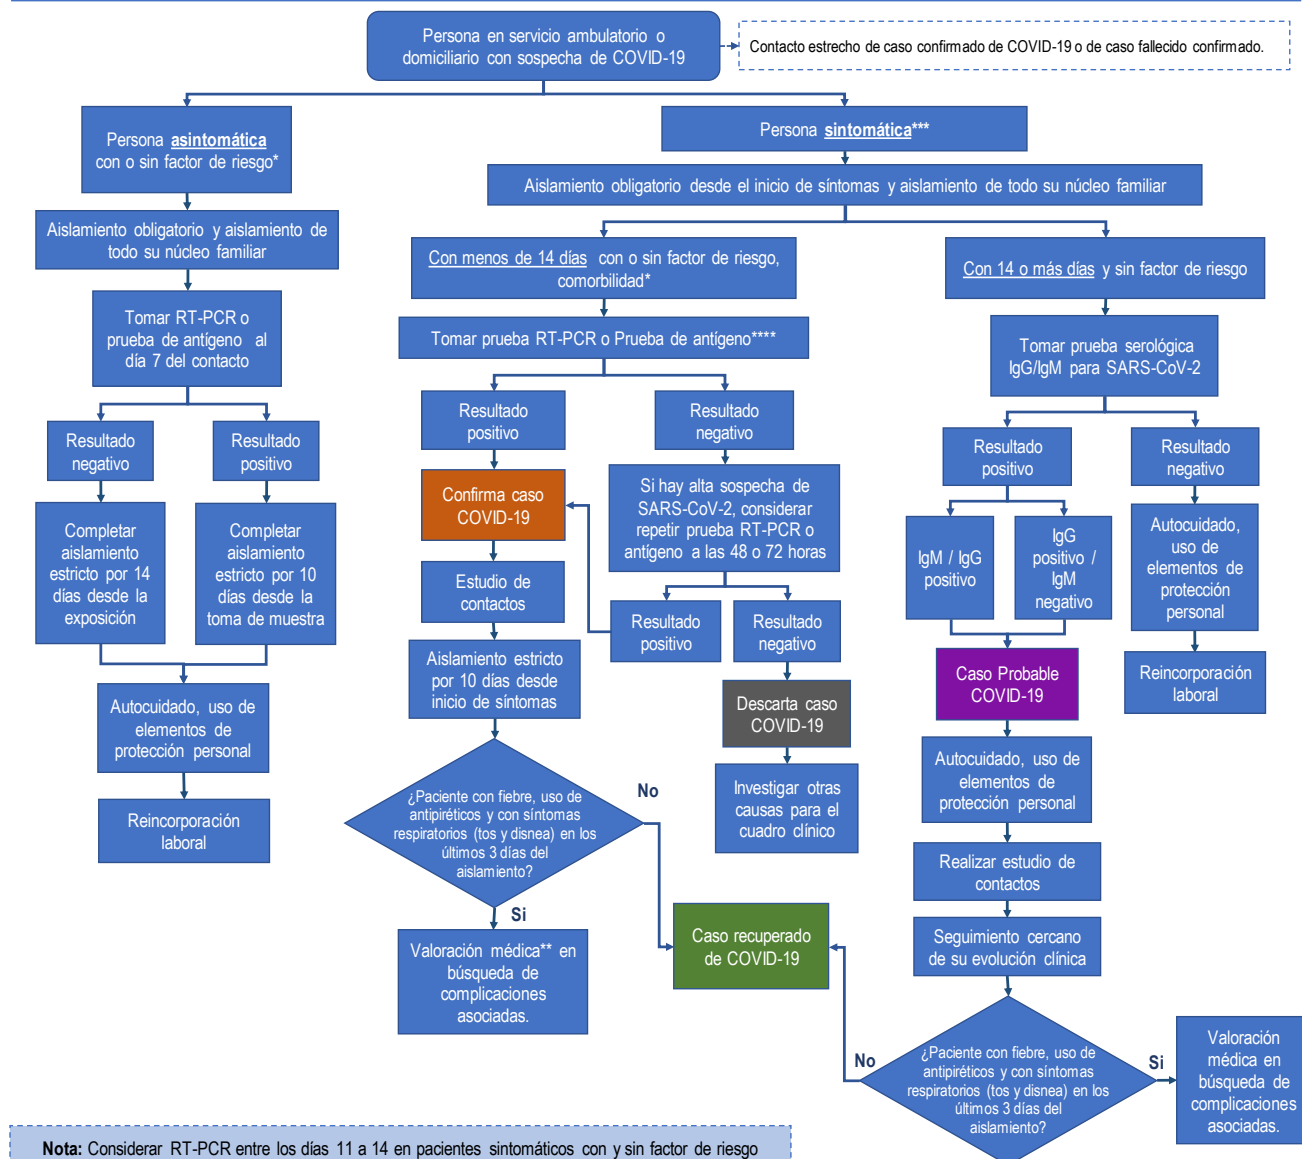 Persona en servicio ambulatorio o
domiciliario con sospecha de COVID-19
Contacto estrecho de caso confirmado de COVID-19 o de caso fallecido confirmado.
Persona asintomática
con o sin factor de riesgo*
Persona sintomática***
Aislamiento obligatorio desde el inicio de síntomas y aislamiento de todo su núcleo familiar
Aislamiento obligatorio y aislamiento de
todo su núcleo familiar
Con menos de 14 días con o sin factor de riesgo,
comorbilidad*
Con 14 o más días y sin factor de riesgo
Tomar RT-PCR o
prueba de antígeno al
día 7 del contacto
Tomar prueba RT-PCR o Prueba de antígeno****
Tomar prueba serológica
IgG/IgM para SARS-CoV-2
Resultado
negativo
Resultado
positivo
Resultado
positivo
Resultado
negativo
Resultado
positivo
Resultado
negativo
Completar
aislamiento
estricto por 14
días desde la
exposición
Completar
aislamiento
estricto por 10
días desde la
toma de muestra
Confirma caso
COVID-19
Si hay alta sospecha de
SARS-CoV-2, considerar
repetir prueba RT-PCR o
antígeno a las 48 o 72 horas
IgM / IgG
positivo
IgG
positivo /
IgM
negativo
Autocuidado,
uso de
elementos de
protección
personal
Estudio de
contactos
Resultado
positivo
Resultado
negativo
Aislamiento estricto
por 10 días desde
inicio de síntomas
Caso Probable
COVID-19
Reincorporación
laboral
Autocuidado, uso de
elementos de
protección personal
Descarta caso
COVID-19
Autocuidado, uso de
elementos de
protección personal
Reincorporación
laboral
¿Paciente con fiebre, uso de
antipiréticos y con síntomas
respiratorios (tos y disnea) en los
últimos 3 días del
aislamiento?
No
Si
Investigar otras
causas para el
cuadro clínico
Realizar estudio de
contactos
Valoración médica** en
búsqueda de
complicaciones
asociadas.
Caso recuperado
de COVID-19
Seguimiento cercano
de su evolución clínica
¿Paciente con fiebre, uso de
antipiréticos y con síntomas
respiratorios (tos y disnea) en los
últimos 3 días del
aislamiento?
No
Si
Valoración
médica en
búsqueda de
complicaciones
asociadas.
Nota: Considerar RT-PCR entre los días 11 a 14 en pacientes sintomáticos con y sin factor de riesgo